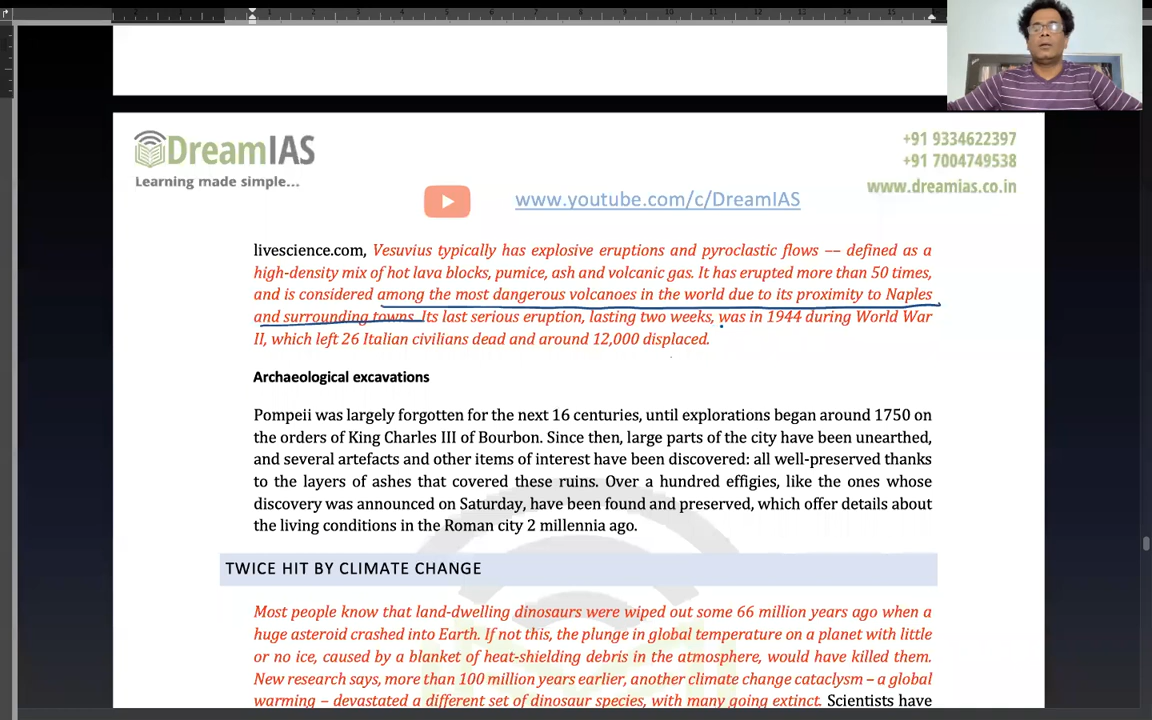 DreamIAS
Learning made simple...
+91 9334622397
+91 7004749538
www.dreamias.co.in
www.youtube.com/c/DreamIAS
livescience.com, Vesuvius typically has explosive eruptions and pyroclastic flows –– defined as a
high-density mix of hot lava blocks, pumice, ash and volcanic gas. It has erupted more than 50 times,
and is considered among the most dangerous volcanoes in the world due to its proximity to Naples
and surrounding towns. Its last serious eruption, lasting two weeks, was in 1944 during World War
II, which left 26 Italian civilians dead and around 12,000 displaced.
Archaeological excavations
Pompeii was largely forgotten for the next 16 centuries, until explorations began around 1750 on
the orders of King Charles III of Bourbon. Since then, large parts of the city have been unearthed,
and several artefacts and other items of interest have been discovered: all well-preserved thanks
to the layers of ashes that covered these ruins. Over a hundred effigies, like the ones whose
discovery was announced on Saturday, have been found and preserved, which offer details about
the living conditions in the Roman city 2 millennia ago.
TWICE HIT BY CLIMATE CHANGE
Most people know that land-dwelling dinosaurs were wiped out some 66 million years ago when a
huge asteroid crashed into Earth. If not this, the plunge in global temperature on a planet with little
or no ice, caused by a blanket of heat-shielding debris in the atmosphere, would have killed them.
New research says, more than 100 million years earlier, another climate change cataclysm – a global
warming – devastated a different set of dinosaur species, with many going extinct. Scientists have